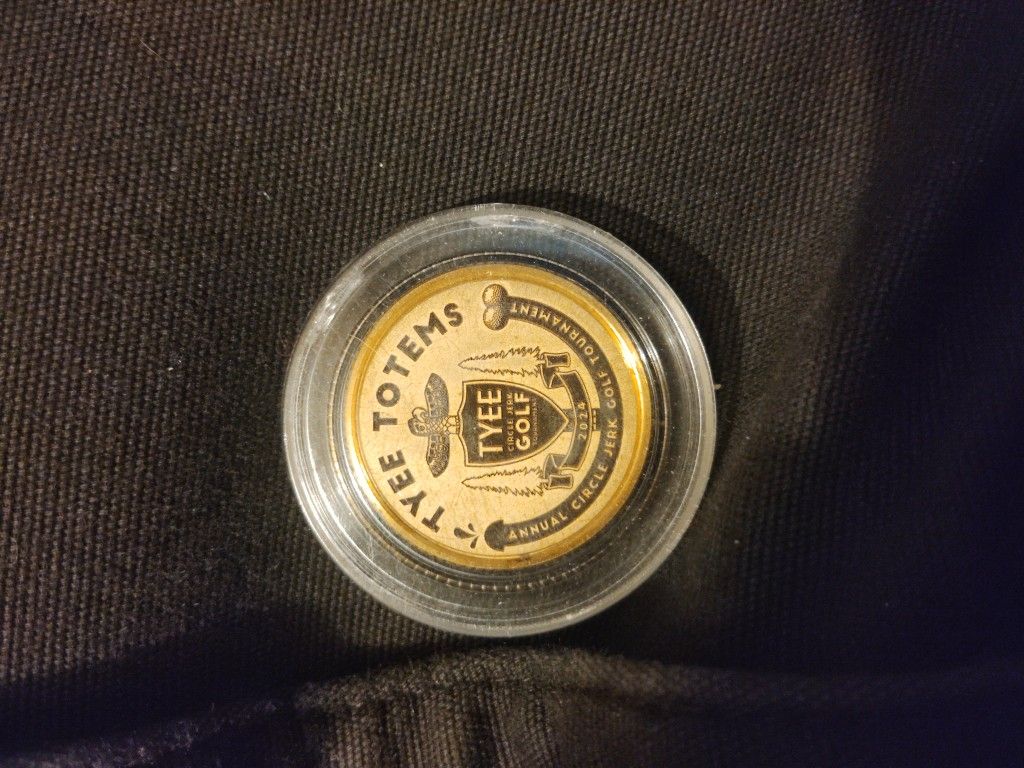 TYEE TOTEMS
TYEE
CIRCLE JERK
GOLF
TOURNAMENT
2024
ANNUAL CIRCLE JERK GOLF TOURNAMENT